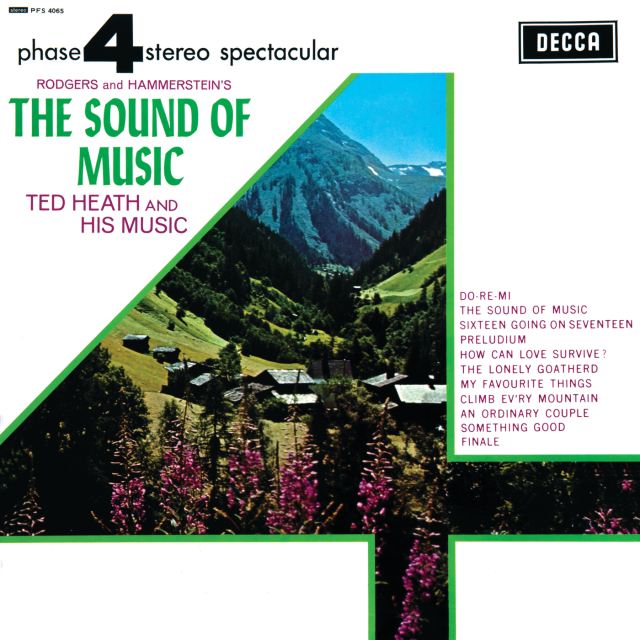 stereo PFS 4065
phase 4 stereo spectacular
DECCA
RODGERS and HAMMERSTEIN'S
THE SOUND OF
MUSIC
TED HEATH AND
HIS MUSIC
DO-RE-MI
THE SOUND OF MUSIC
SIXTEEN GOING ON SEVENTEEN
PRELUDIUM
HOW CAN LOVE SURVIVE?
THE LONELY GOATHERD
MY FAVOURITE THINGS
CLIMB EV'RY MOUNTAIN
AN ORDINARY COUPLE
SOMETHING GOOD
FINALE